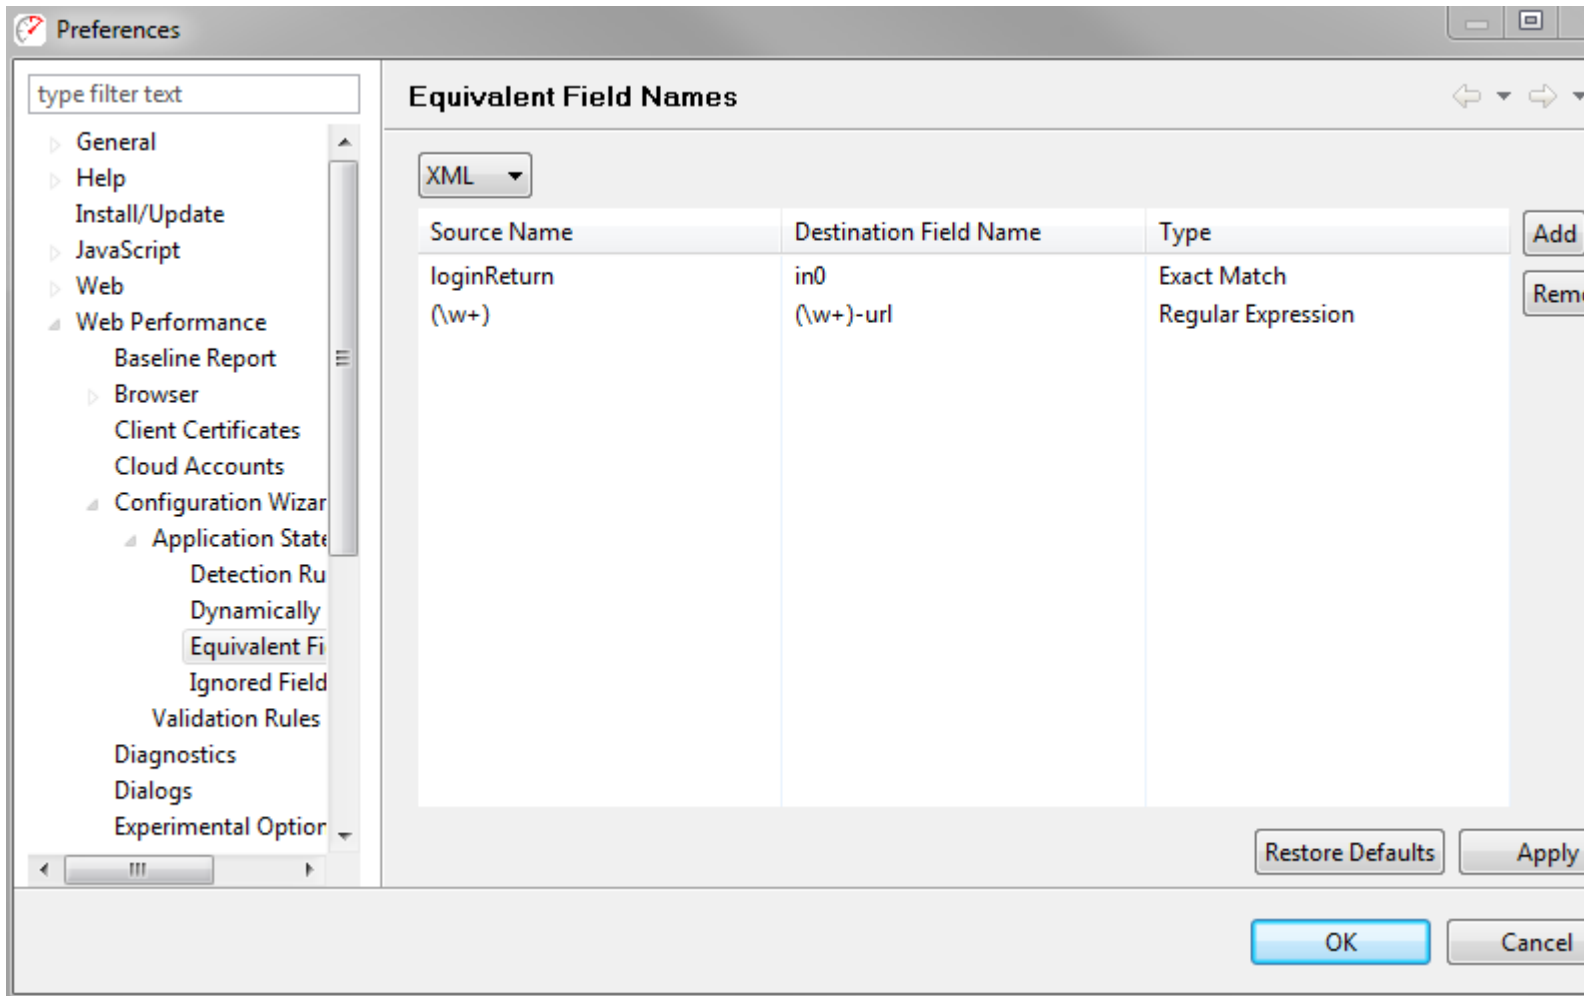 Preferences
type filter text
General
Help
Install/Update
JavaScript
Web
Web Performance
Baseline Report
Browser
Client Certificates
Cloud Accounts
Configuration Wizar
Application State
Detection Ru
Dynamically
Equivalent Fi
Ignored Field
Validation Rules
Diagnostics
Dialogs
Experimental Option
Equivalent Field Names
XML
Source Name Destination Field Name Type
loginReturn in0 Exact Match
(\w+) (\w+)-url Regular Expression
Add
Remo
Restore Defaults Apply
OK Cancel